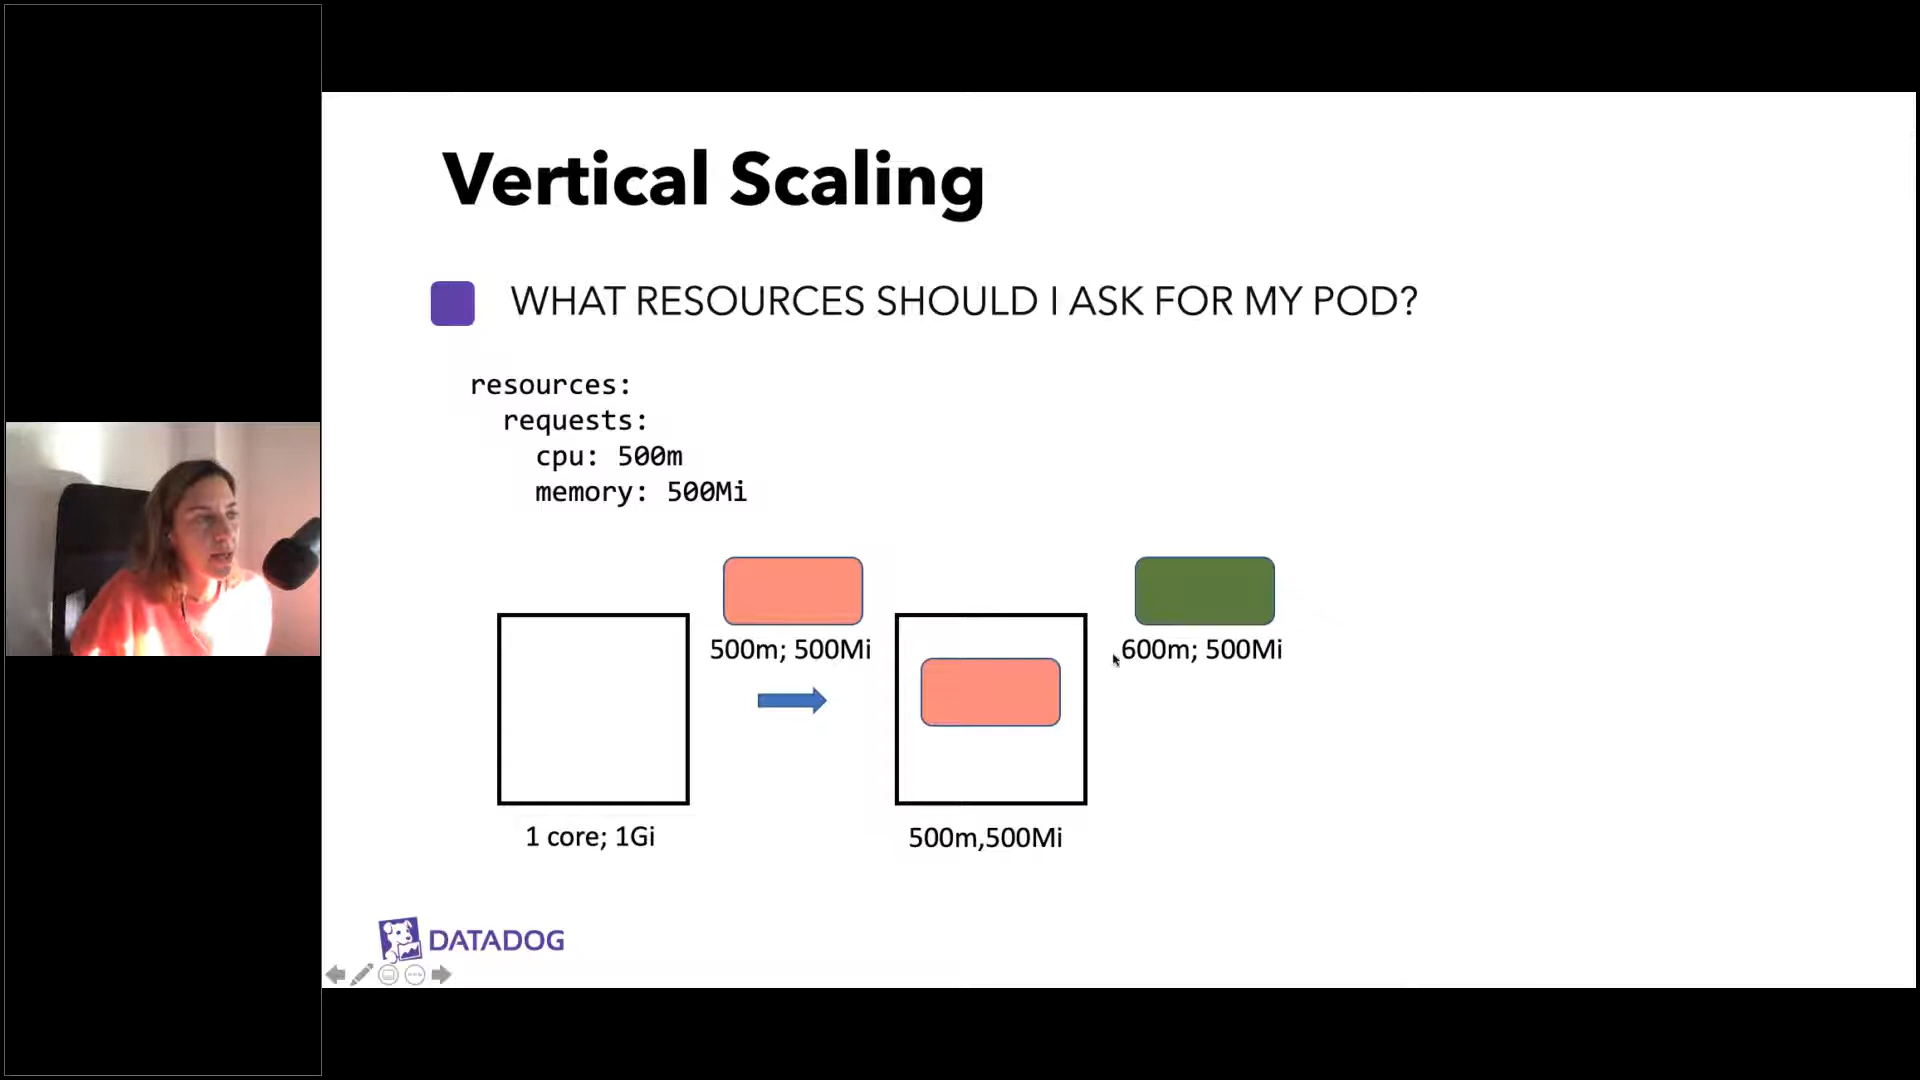 Vertical Scaling
WHAT RESOURCES SHOULD I ASK FOR MY POD?
resources:
requests:
cpu: 500m
memory: 500Mi
500m; 500Mi
600m; 500Mi
1 core; 1Gi
500m,500Mi
DATADOG